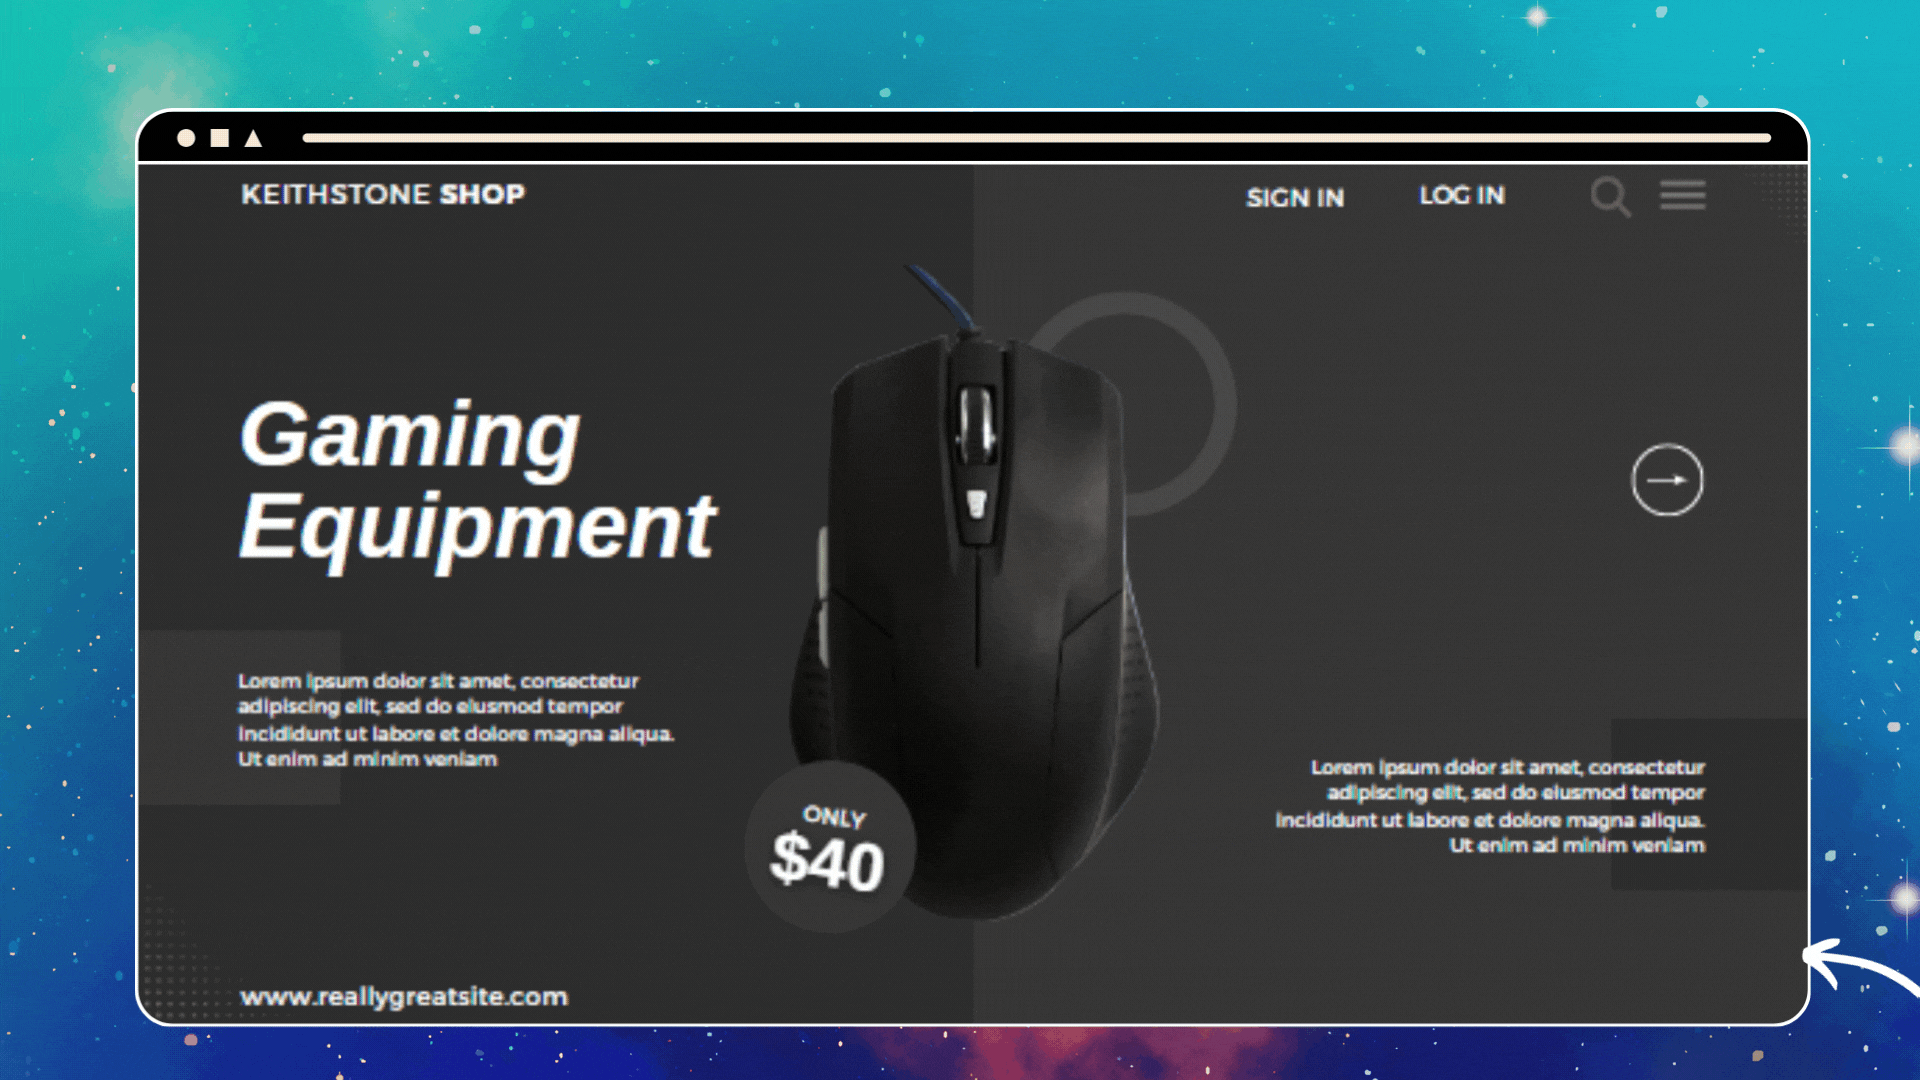 KEITHSTONE SHOP
SIGN IN
LOG IN
Gaming
Equipment
Lorem ipsum dolor sit amet, consectetur
adipiscing elit, sed do eiusmod tempor
incididunt ut labore et dolore magna aliqua.
Ut enim ad minim veniam
ONLY
$40
Lorem ipsum dolor sit amet, consectetur
adipiscing elit, sed do eiusmod tempor
incididunt ut labore et dolore magna aliqua.
Ut enim ad minim veniam
www.reallygreatsite.com